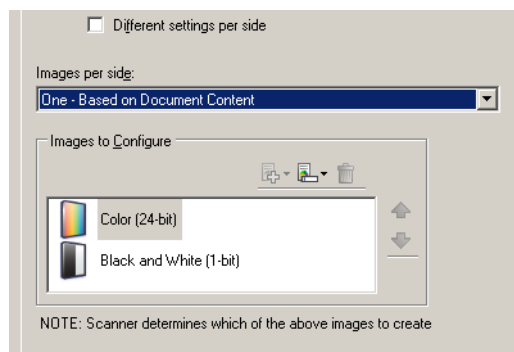 Different settings per side
Images per side:
One - Based on Document Content
Images to Configure
Color (24-bit)
Black and White (1-bit)
NOTE: Scanner determines which of the above images to create